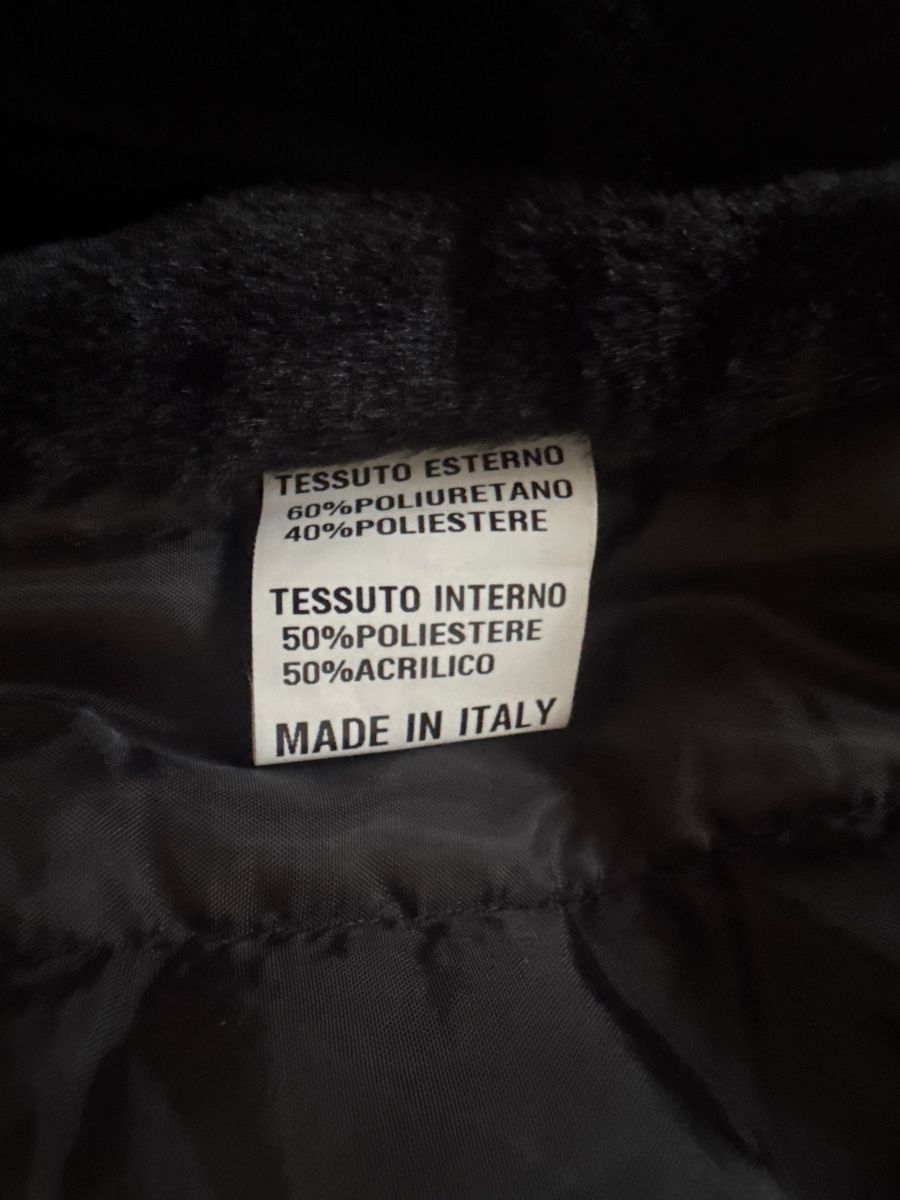 TESSUTO ESTERNO
60%POLIURETANO
40%POLIESTERE
TESSUTO INTERNO
50%POLIESTERE
50%ACRILICO
MADE IN ITALY